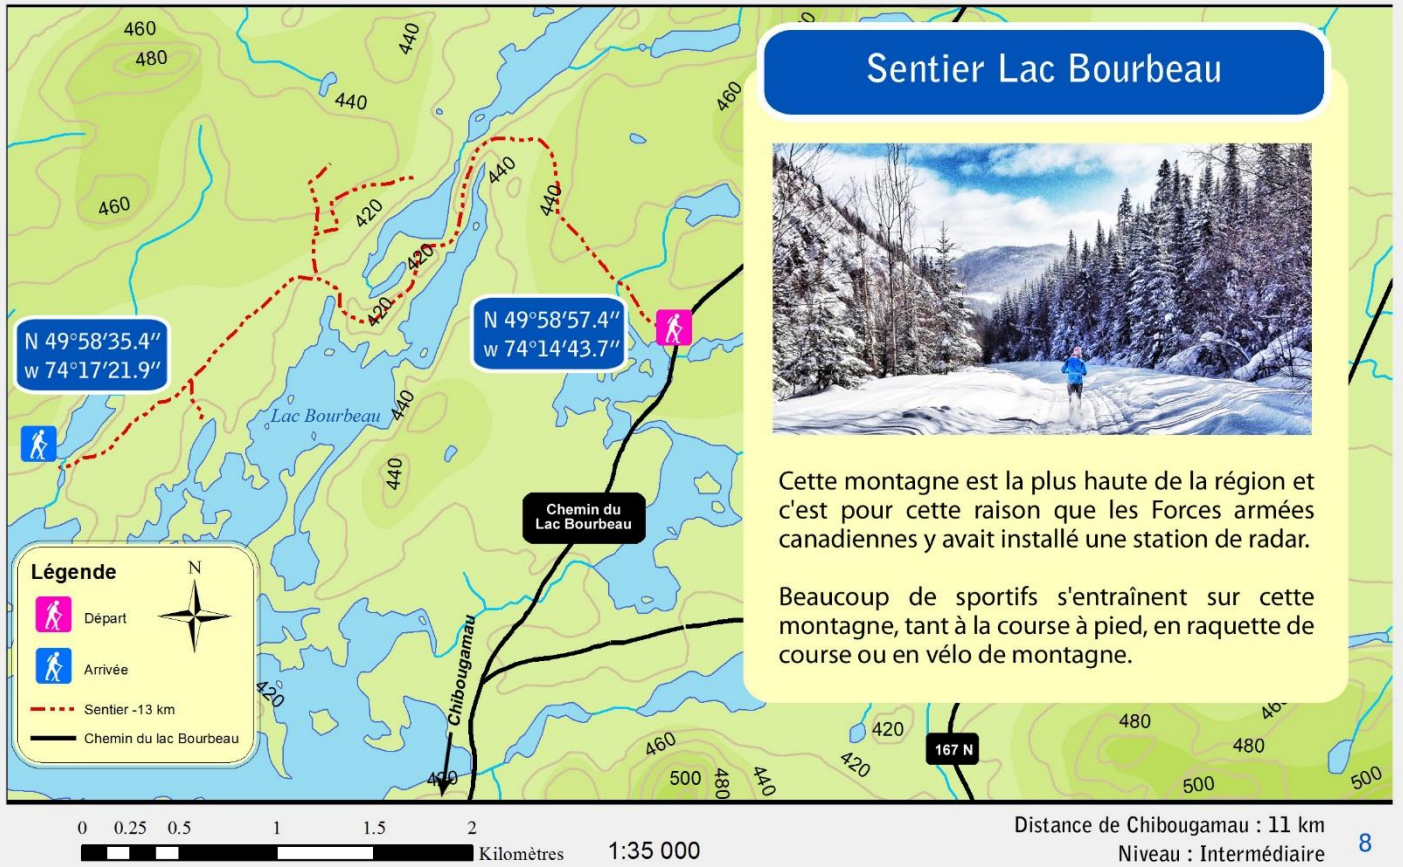 Sentier Lac Bourbeau
Cette montagne est la plus haute de la région et
c'est pour cette raison que les Forces armées
canadiennes y avait installé une station de radar.
Beaucoup de sportifs s'entraînent sur cette
montagne, tant à la course à pied, en raquette de
course ou en vélo de montagne.
460
480
440
440
40
460
460
420
440
440
420
420
N 49°58'35.4"
w 74°17'21.9"
N 49°58'57.4"
w 74°14'43.7"
Lac Bourbeau
440
440
Chemin du
Lac Bourbeau
Chibougamau
420
420
460
500
480
440
420
420
167 N
480
480
460
500
500
Légende
N
Départ
Arrivée
Sentier -13 km
Chemin du lac Bourbeau
0 0.25 0.5 1 1.5 2
Kilomètres
1:35 000
Distance de Chibougamau : 11 km
Niveau : Intermédiaire
8